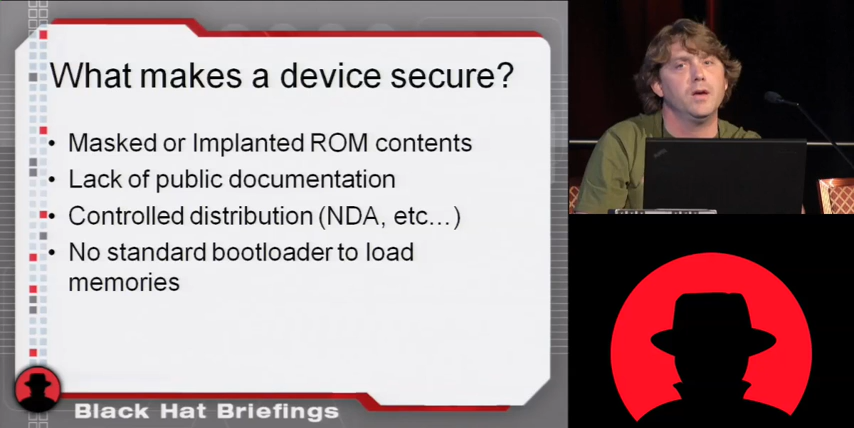 What makes a device secure?
• Masked or Implanted ROM contents
• Lack of public documentation
• Controlled distribution (NDA, etc…)
• No standard bootloader to load
memories
Black Hat Briefings